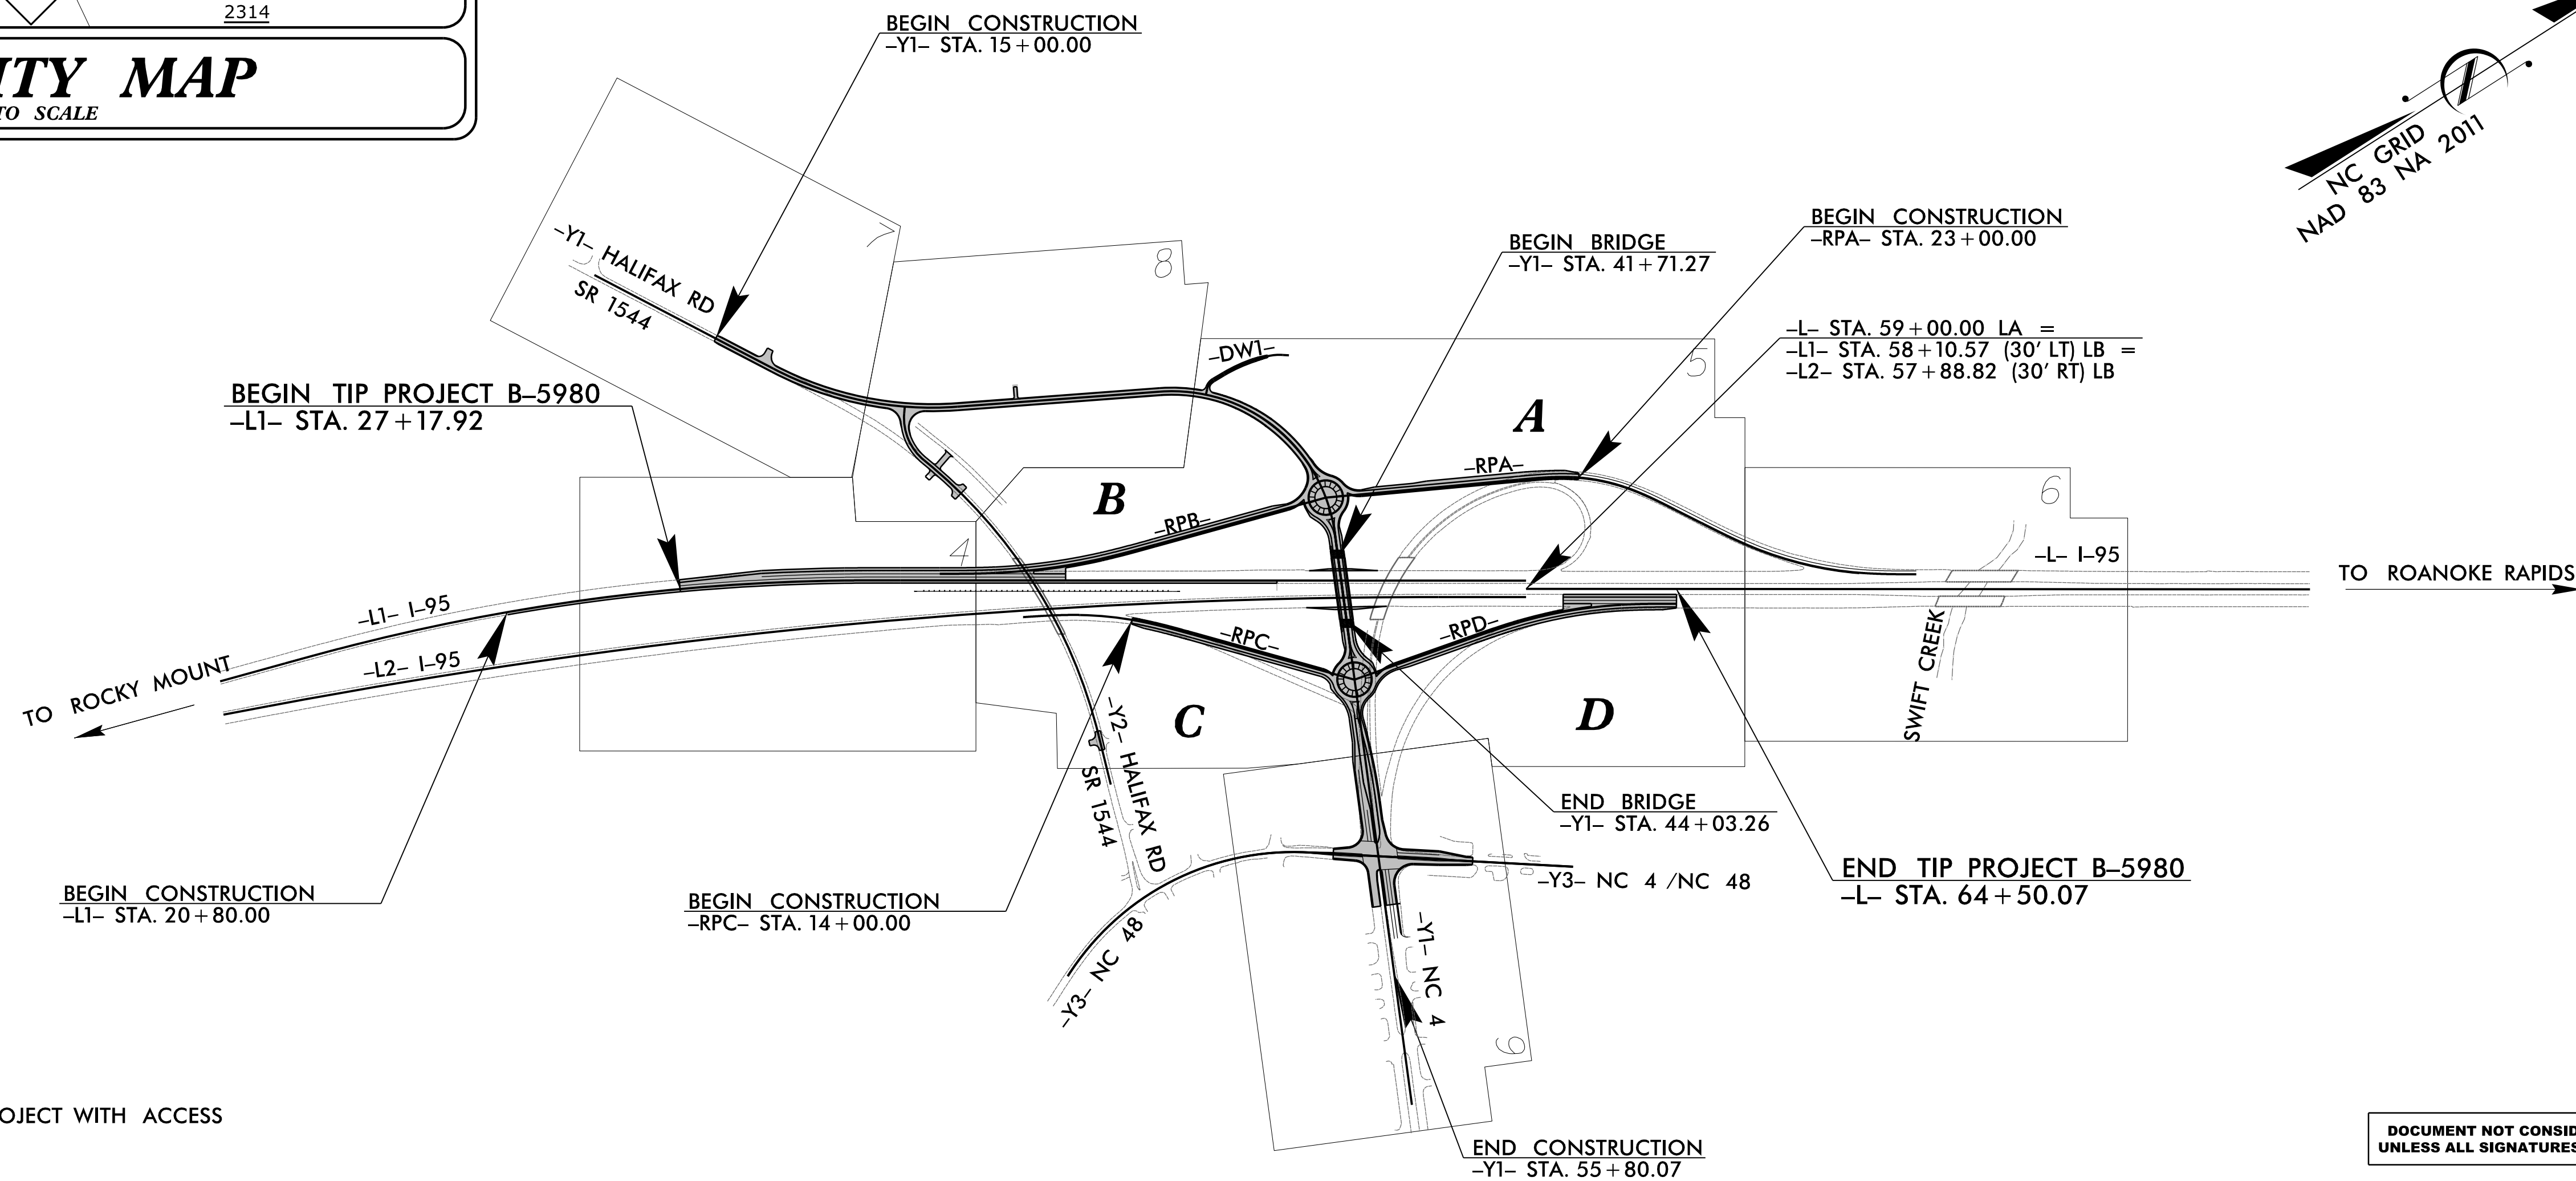 2314
ITY MAP
TO SCALE
BEGIN CONSTRUCTION
–Y1– STA. 15+00.00
NC GRID
NAD 83 NA 2011
–Y1– HALIFAX RD
SR 1544
7
8
BEGIN BRIDGE
–Y1– STA. 41+71.27
BEGIN CONSTRUCTION
–RPA– STA. 23+00.00
–L– STA. 59+00.00 LA =
–L1– STA. 58+10.57 (30' LT) LB =
–L2– STA. 57+88.82 (30' RT) LB
–DW1–
5
BEGIN TIP PROJECT B–5980
–L1– STA. 27+17.92
A
–RPA–
B
–RPB–
4
6
–L– I–95
TO ROANOKE RAPIDS
–L1– I–95
–L2– I–95
TO ROCKY MOUNT
–RPC–
–RPD–
SWIFT CREEK
C
D
–Y2– HALIFAX RD
SR 1544
END BRIDGE
–Y1– STA. 44+03.26
END TIP PROJECT B–5980
–L– STA. 64+50.07
BEGIN CONSTRUCTION
–L1– STA. 20+80.00
BEGIN CONSTRUCTION
–RPC– STA. 14+00.00
–Y3– NC 4 /NC 48
–Y3– NC 48
–Y1– NC 4
9
END CONSTRUCTION
–Y1– STA. 55+80.07
OJECT WITH ACCESS
DOCUMENT NOT CONSID
UNLESS ALL SIGNATURES